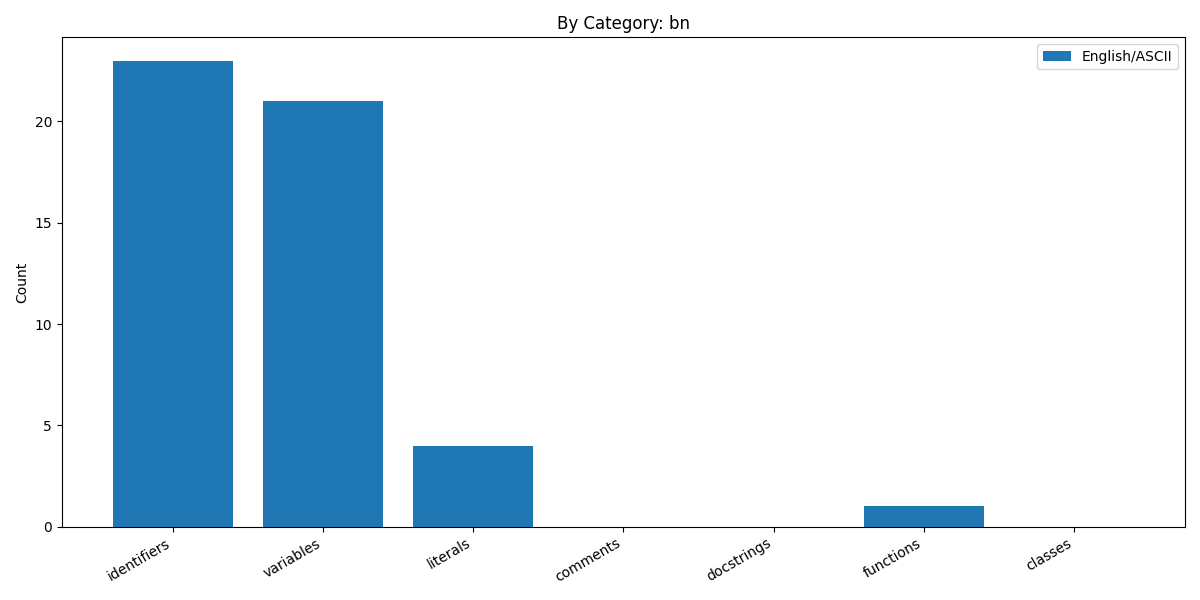 By Category: bn
English/ASCII
Count
20
15
10
5
0
identifiers
variables
literals
comments
docstrings
functions
classes